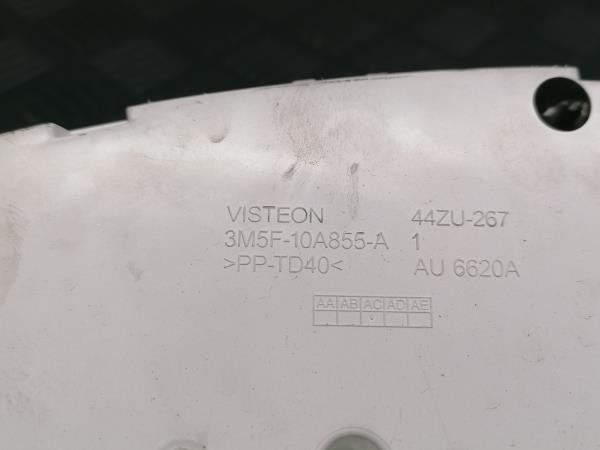 VISTEON 44ZU-267
3M5F-10A855-A 1
>PP-TD40< AU 6620A
AA AB AC AD AE